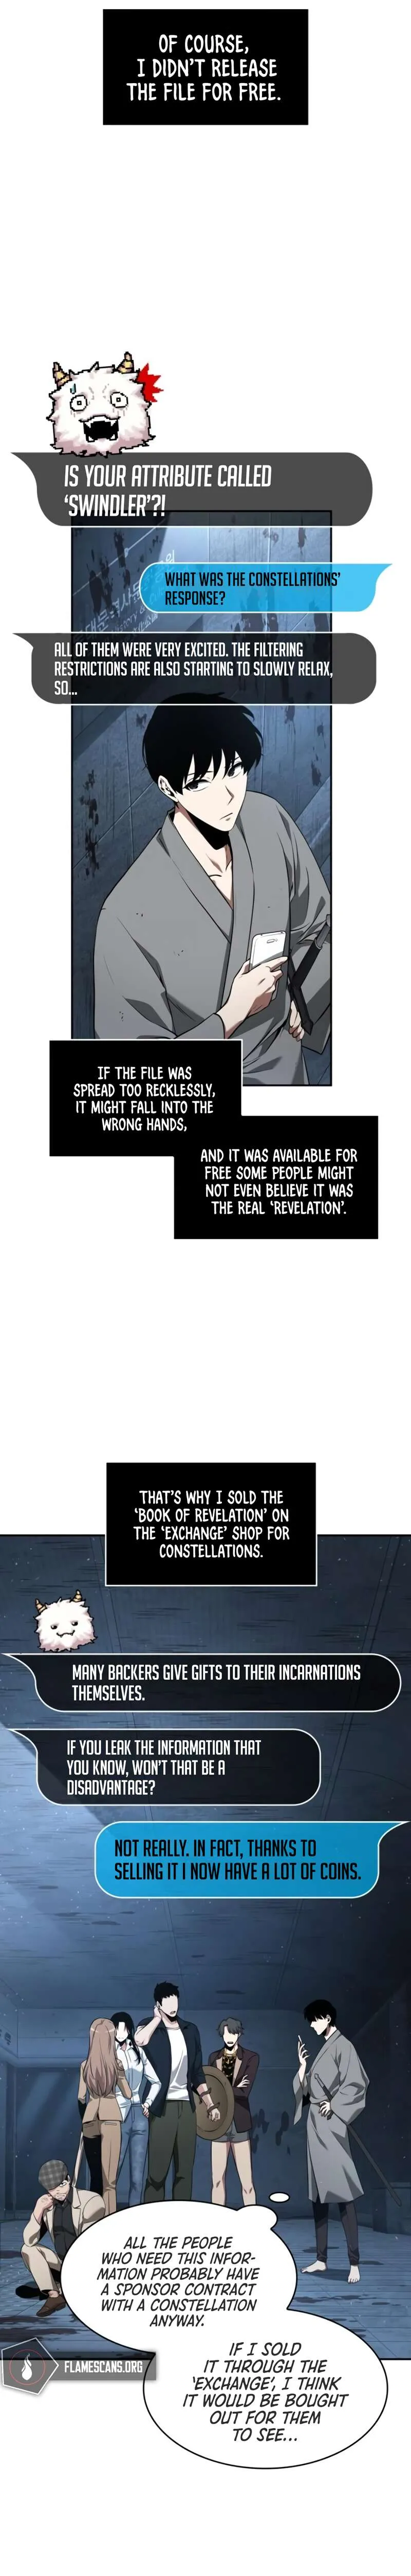 OF COURSE,
I DIDN'T RELEASE
THE FILE FOR FREE.
IS YOUR ATTRIBUTE CALLED
'SWINDLER'?!
WHAT WAS THE CONSTELLATIONS'
RESPONSE?
ALL OF THEM WERE VERY EXCITED. THE FILTERING
RESTRICTIONS ARE ALSO STARTING TO SLOWLY RELAX,
SO...
IF THE FILE WAS
SPREAD TOO RECKLESSLY,
IT MIGHT FALL INTO THE
WRONG HANDS,
AND IT WAS AVAILABLE FOR
FREE SOME PEOPLE MIGHT
NOT EVEN BELIEVE IT WAS
THE REAL 'REVELATION'.
THAT'S WHY I SOLD THE
'BOOK OF REVELATION' ON
THE 'EXCHANGE' SHOP FOR
CONSTELLATIONS.
MANY BACKERS GIVE GIFTS TO THEIR INCARNATIONS
THEMSELVES.
IF YOU LEAK THE INFORMATION THAT
YOU KNOW, WON'T THAT BE A
DISADVANTAGE?
NOT REALLY. IN FACT, THANKS TO
SELLING IT I NOW HAVE A LOT OF COINS.
ALL THE PEOPLE
WHO NEED THIS INFOR-
MATION PROBABLY HAVE
A SPONSOR CONTRACT
WITH A CONSTELLATION
ANYWAY.
IF I SOLD
IT THROUGH THE
'EXCHANGE', I THINK
IT WOULD BE BOUGHT
OUT FOR THEM
TO SEE...
FLAMESCANS.ORG